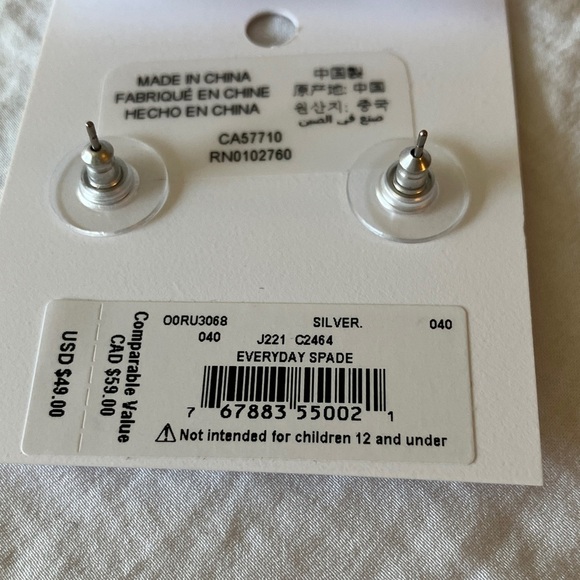 MADE IN CHINA
FABRIQUÉ EN CHINE
HECHO EN CHINA
中国製
原产地: 中国
원산지: 중국
صنع في الصين
CA57710
RN0102760
O0RU3068 SILVER. 040
040 J221 C2464
EVERYDAY SPADE
7 67883 55002 1
⚠ Not intended for children 12 and under
Comparable Value
CAD $59.00
USD $49.00